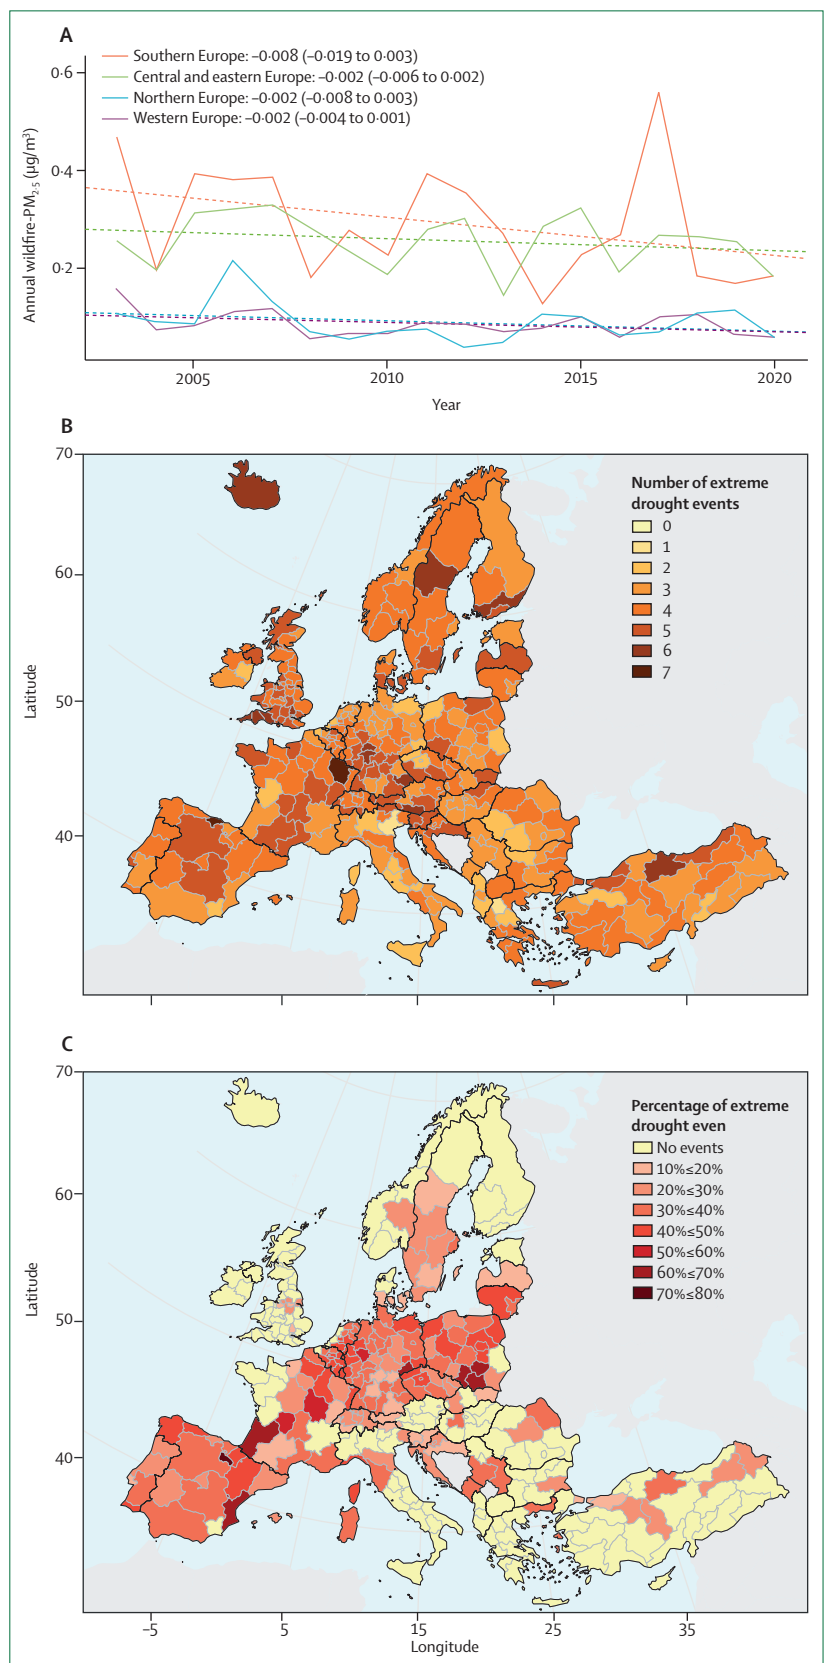 A
Southern Europe: –0·008 (–0·019 to 0·003)
Central and eastern Europe: –0·002 (–0·006 to 0·002)
Northern Europe: –0·002 (–0·008 to 0·003)
Western Europe: –0·002 (–0·004 to 0·001)
0·6
0·4
0·2
Annual wildfire-PM2·5 (µg/m³)
2005
2010
2015
2020
Year
B
70
60
50
40
Latitude
Number of extreme
drought events
0
1
2
3
4
5
6
7
C
70
60
50
40
Latitude
Percentage of extreme
drought even
No events
10%≤20%
20%≤30%
30%≤40%
40%≤50%
50%≤60%
60%≤70%
70%≤80%
–5
5
15
25
35
Longitude